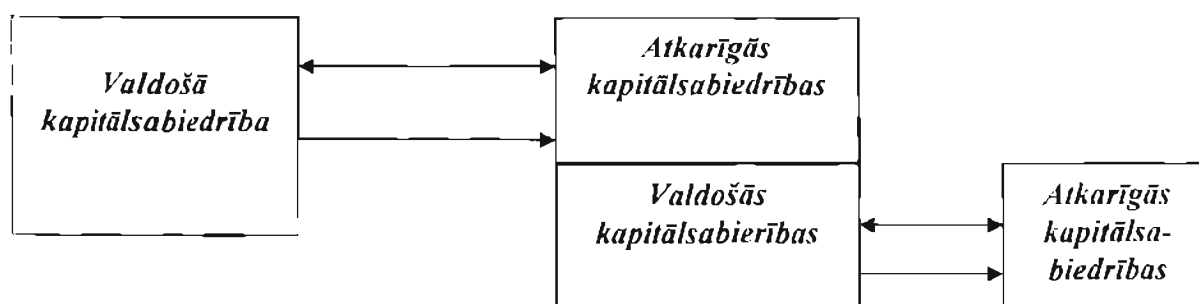 Valdošā
kapitālsabiedrība
Atkarīgās
kapitālsabiedrības
Valdošās
kapitālsabierības
Atkarīgās
kapitālsa-
biedrības